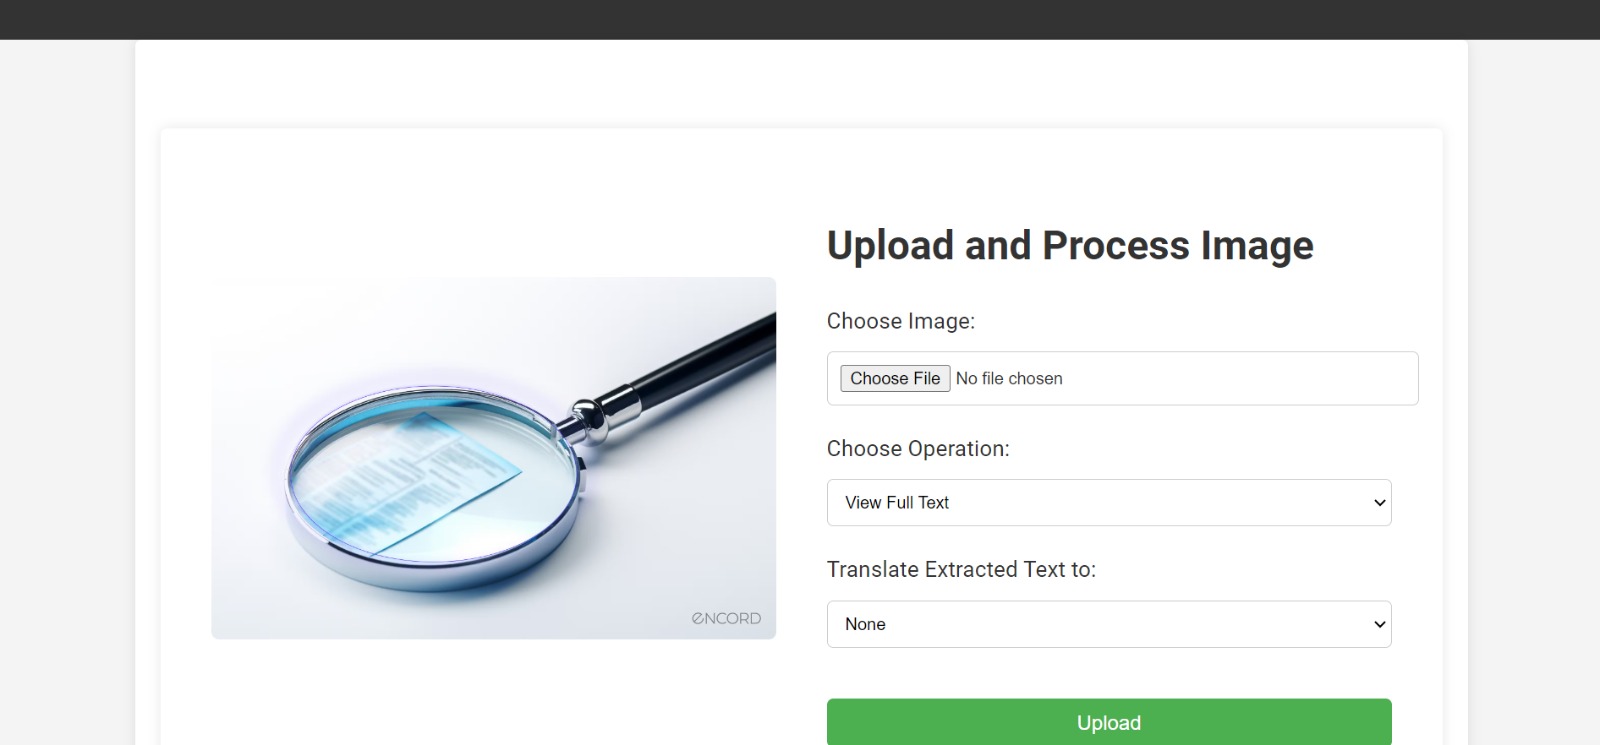 Upload and Process Image
Choose Image:
Choose File No file chosen
Choose Operation:
View Full Text
Translate Extracted Text to:
None
ENCORD
Upload